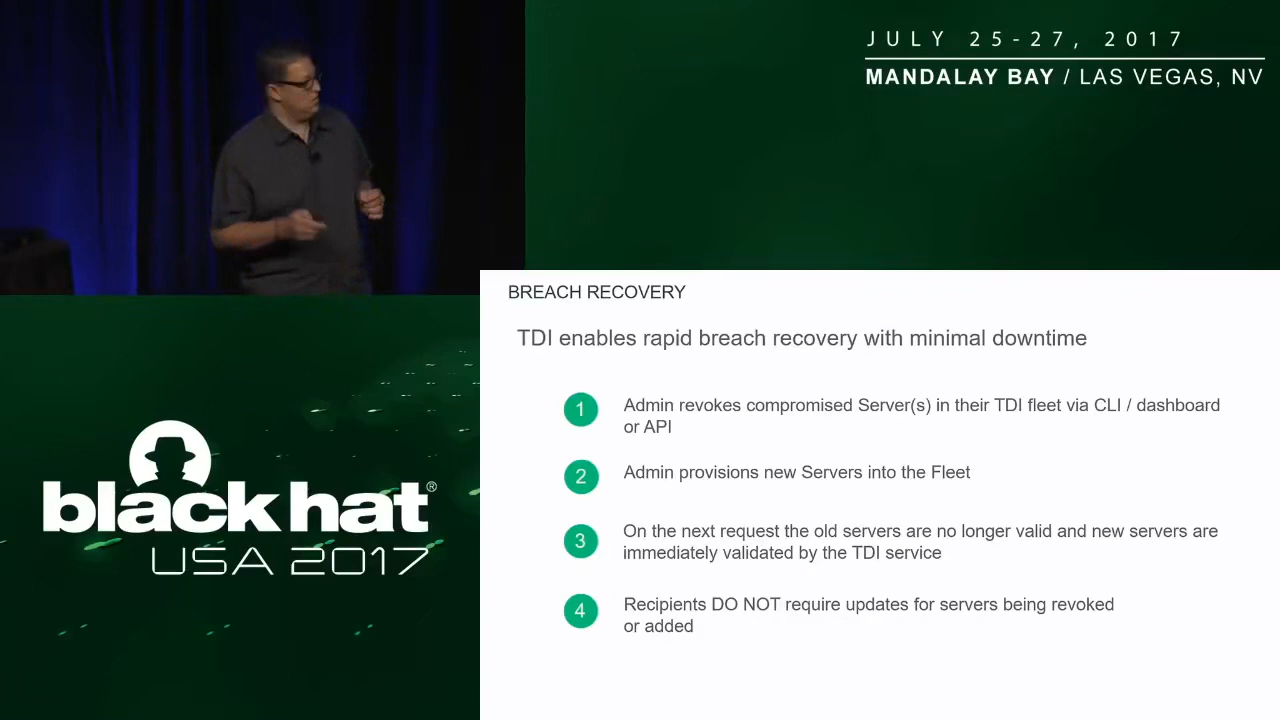 JULY 25-27, 2017
MANDALAY BAY / LAS VEGAS, NV
BREACH RECOVERY
TDI enables rapid breach recovery with minimal downtime
1 Admin revokes compromised Server(s) in their TDI fleet via CLI / dashboard
or API
2 Admin provisions new Servers into the Fleet
3 On the next request the old servers are no longer valid and new servers are
immediately validated by the TDI service
4 Recipients DO NOT require updates for servers being revoked
or added
black hat®
USA 2017